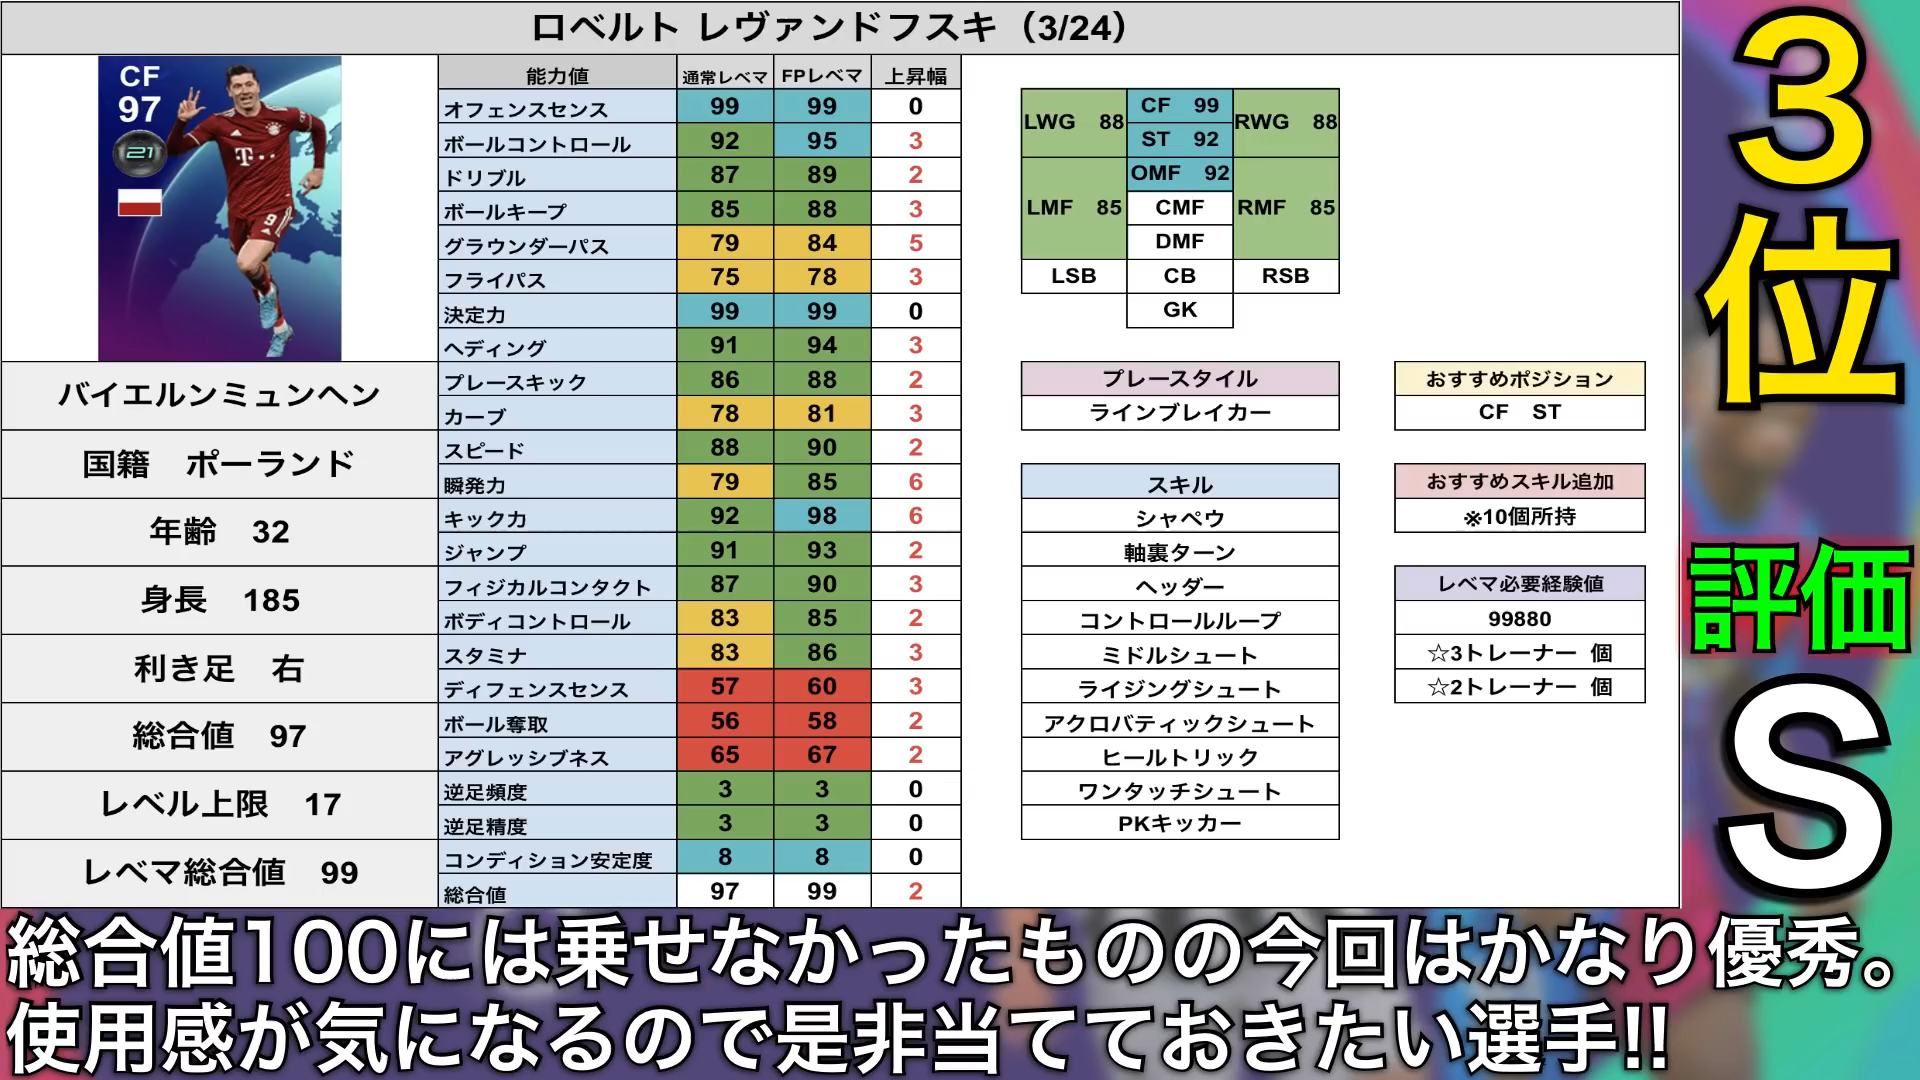 ロベルト レヴァンドフスキ（3/24）
CF
97
21
T
9
バイエルンミュンヘン
国籍　ポーランド
年齢　32
身長　185
利き足　右
総合値　97
レベル上限　17
レベマ総合値　99
能力値 通常レベマ FPレベマ 上昇幅
オフェンスセンス 99 99 0
ボールコントロール 92 95 3
ドリブル 87 89 2
ボールキープ 85 88 3
グラウンダーパス 79 84 5
フライパス 75 78 3
決定力 99 99 0
ヘディング 91 94 3
プレースキック 86 88 2
カーブ 78 81 3
スピード 88 90 2
瞬発力 79 85 6
キック力 92 98 6
ジャンプ 91 93 2
フィジカルコンタクト 87 90 3
ボディコントロール 83 85 2
スタミナ 83 86 3
ディフェンスセンス 57 60 3
ボール奪取 56 58 2
アグレッシブネス 65 67 2
逆足頻度 3 3 0
逆足精度 3 3 0
コンディション安定度 8 8 0
総合値 97 99 2
CF 99
LWG 88 RWG 88
ST 92
OMF 92
LMF 85 CMF RMF 85
DMF
LSB CB RSB
GK
プレースタイル
ラインブレイカー
スキル
シャペウ
軸裏ターン
ヘッダー
コントロールループ
ミドルシュート
ライジングシュート
アクロバティックシュート
ヒールトリック
ワンタッチシュート
PKキッカー
おすすめポジション
CF　ST
おすすめスキル追加
※10個所持
レベマ必要経験値
99880
☆3トレーナー 個
☆2トレーナー 個
3位
評価
S
総合値100には乗せなかったものの今回はかなり優秀。
使用感が気になるので是非当てておきたい選手!!